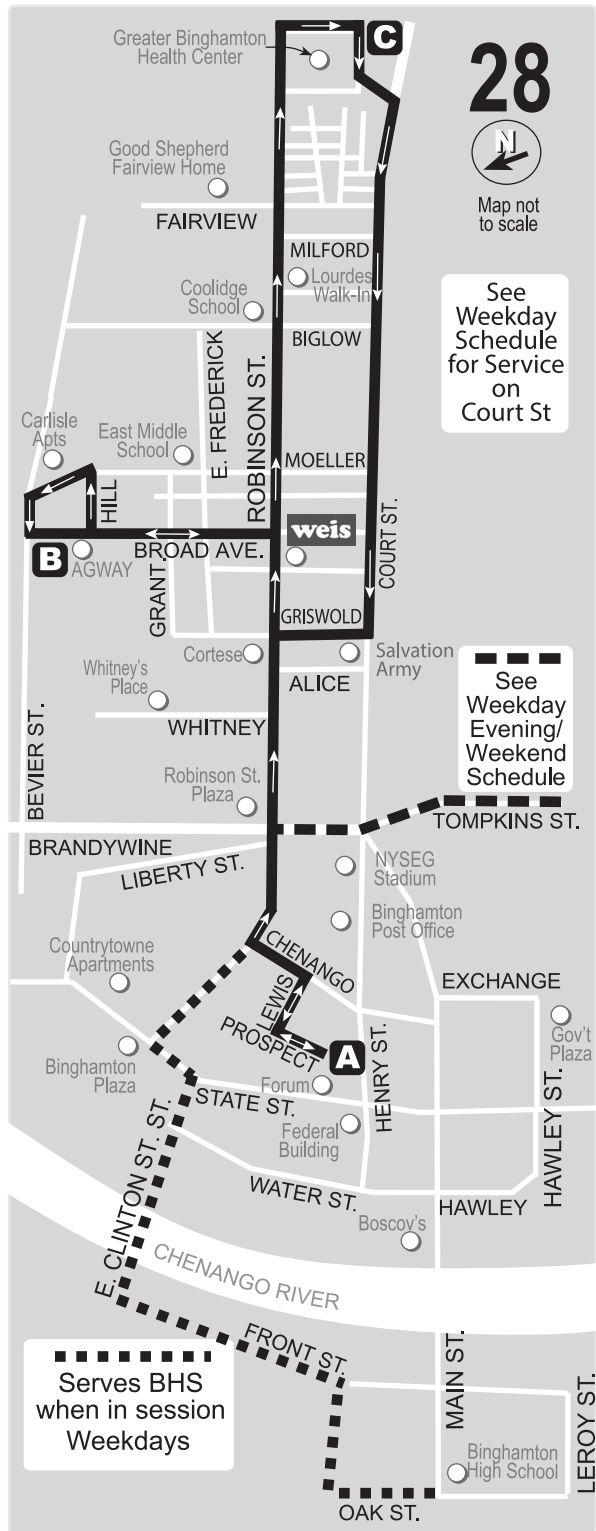 28
N
Map not
to scale
See
Weekday
Schedule
for Service
on
Court St
Greater Binghamton
Health Center
C
Good Shepherd
Fairview Home
FAIRVIEW
MILFORD
Lourdes
Walk-In
Coolidge
School
BIGLOW
E. FREDERICK
ROBINSON ST.
Carlisle
Apts
East Middle
School
MOELLER
HILL
weis
B
BROAD AVE.
AGWAY
COURT ST.
GRANT
GRISWOLD
Cortese
Salvation
Army
ALICE
Whitney's
Place
WHITNEY
See
Weekday
Evening/
Weekend
Schedule
BEVIER ST.
Robinson St.
Plaza
TOMPKINS ST.
BRANDYWINE
LIBERTY ST.
NYSEG
Stadium
Binghamton
Post Office
CHENANGO
Countrytowne
Apartments
EXCHANGE
LEWIS
PROSPECT
A
Gov't
Plaza
Binghamton
Plaza
Forum
STATE ST.
HENRY ST.
HAWLEY ST.
Federal
Building
WATER ST.
HAWLEY
Boscov's
E. CLINTON ST. ST.
CHENANGO RIVER
FRONT ST.
Serves BHS
when in session
Weekdays
MAIN ST.
LEROY ST.
Binghamton
High School
OAK ST.